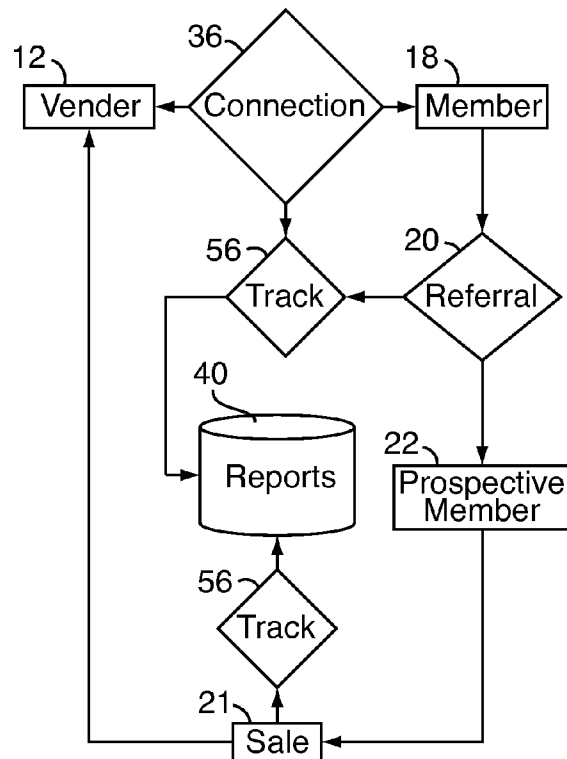 36
12
18
Vender
Connection
Member
56
20
Track
Referral
40
22
Reports
Prospective
Member
56
Track
21
Sale